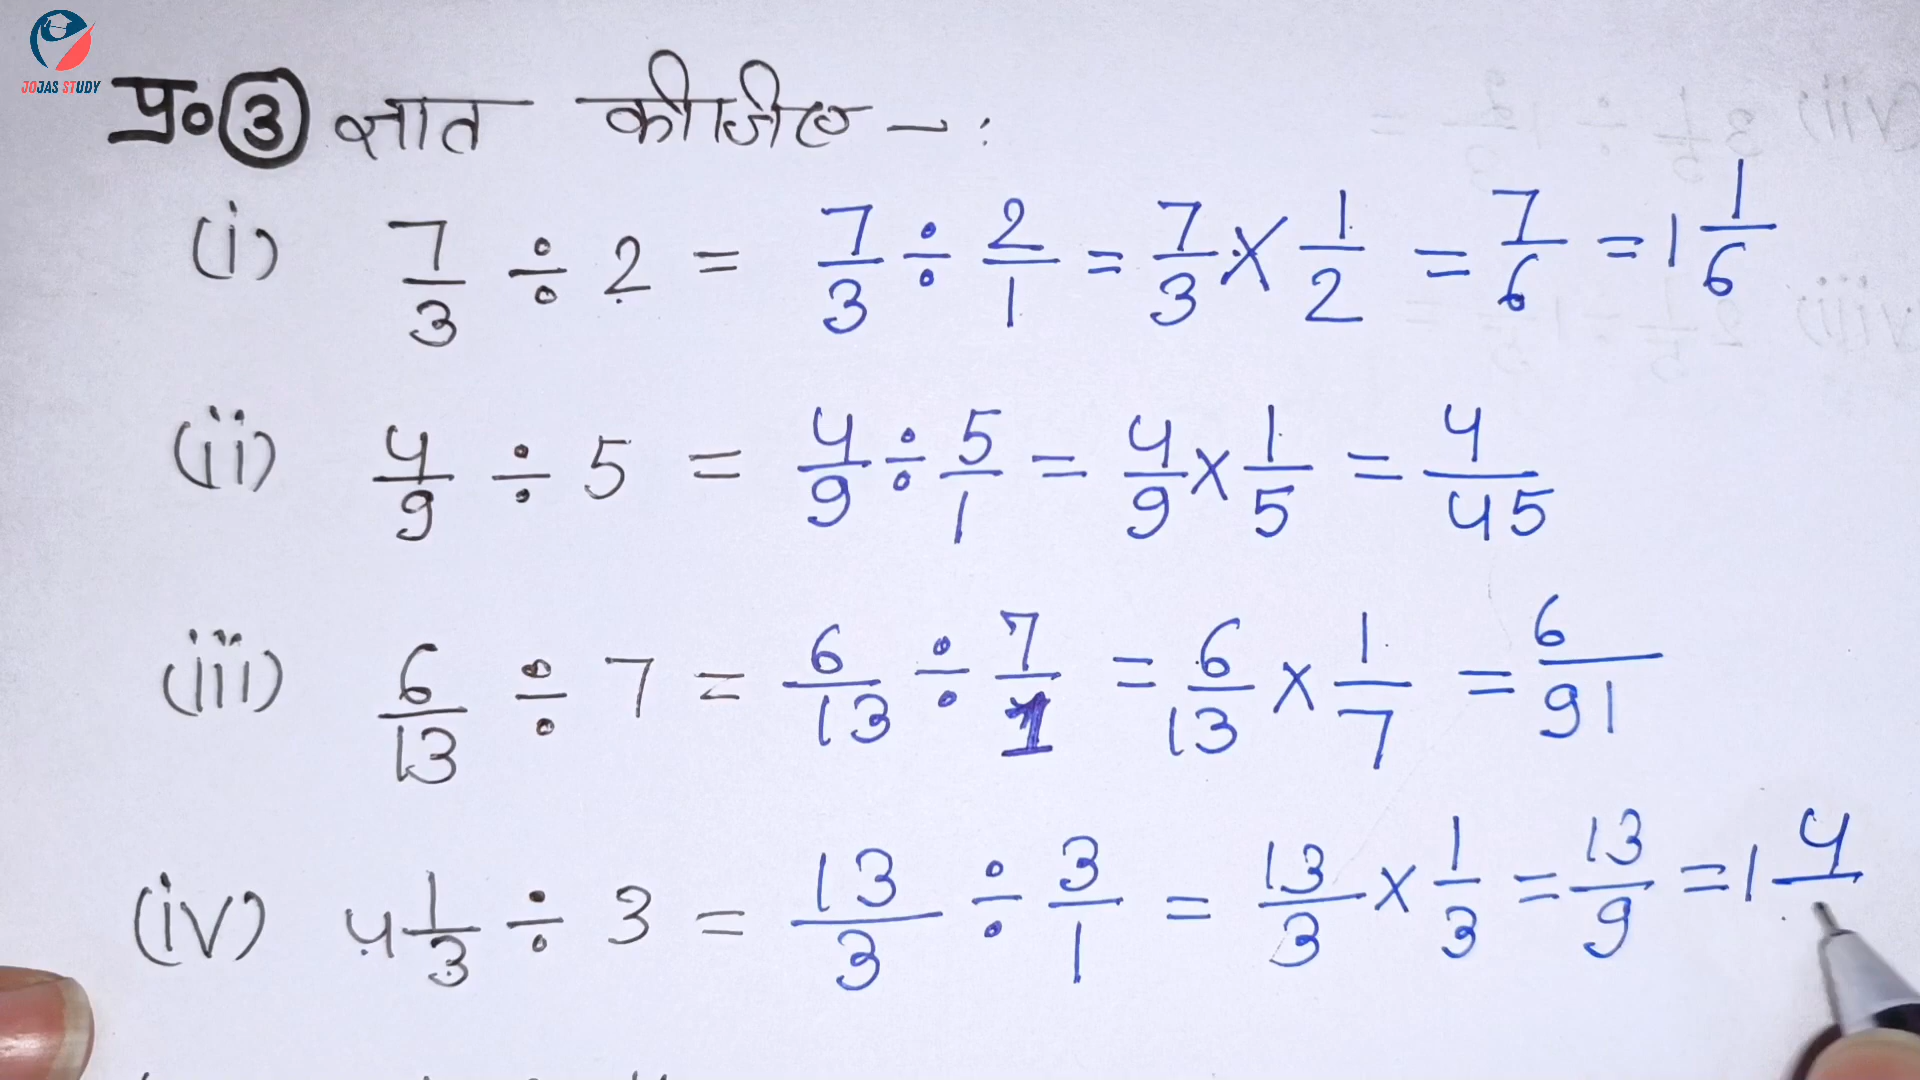 JOJAS STUDY
प्र० ③ ज्ञात कीजिए -:
(i) 7/3 ÷ 2 = 7/3 ÷ 2/1 = 7/3 × 1/2 = 7/6 = 1 1/6
(ii) 4/9 ÷ 5 = 4/9 ÷ 5/1 = 4/9 × 1/5 = 4/45
(iii) 6/13 ÷ 7 = 6/13 ÷ 7/1 = 6/13 × 1/7 = 6/91
(iv) 4 1/3 ÷ 3 = 13/3 ÷ 3/1 = 13/3 × 1/3 = 13/9 = 1 4/